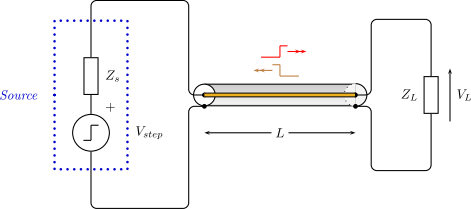 Z_s
Source
+
V_step
L
Z_L
V_L